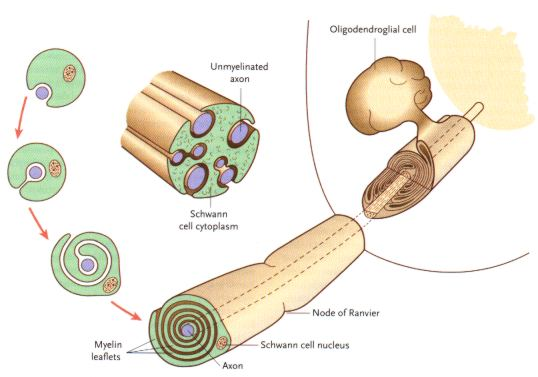 Oligodendroglial cell
Unmyelinated
axon
Schwann
cell cytoplasm
Node of Ranvier
Schwann cell nucleus
Myelin
leaflets
Axon